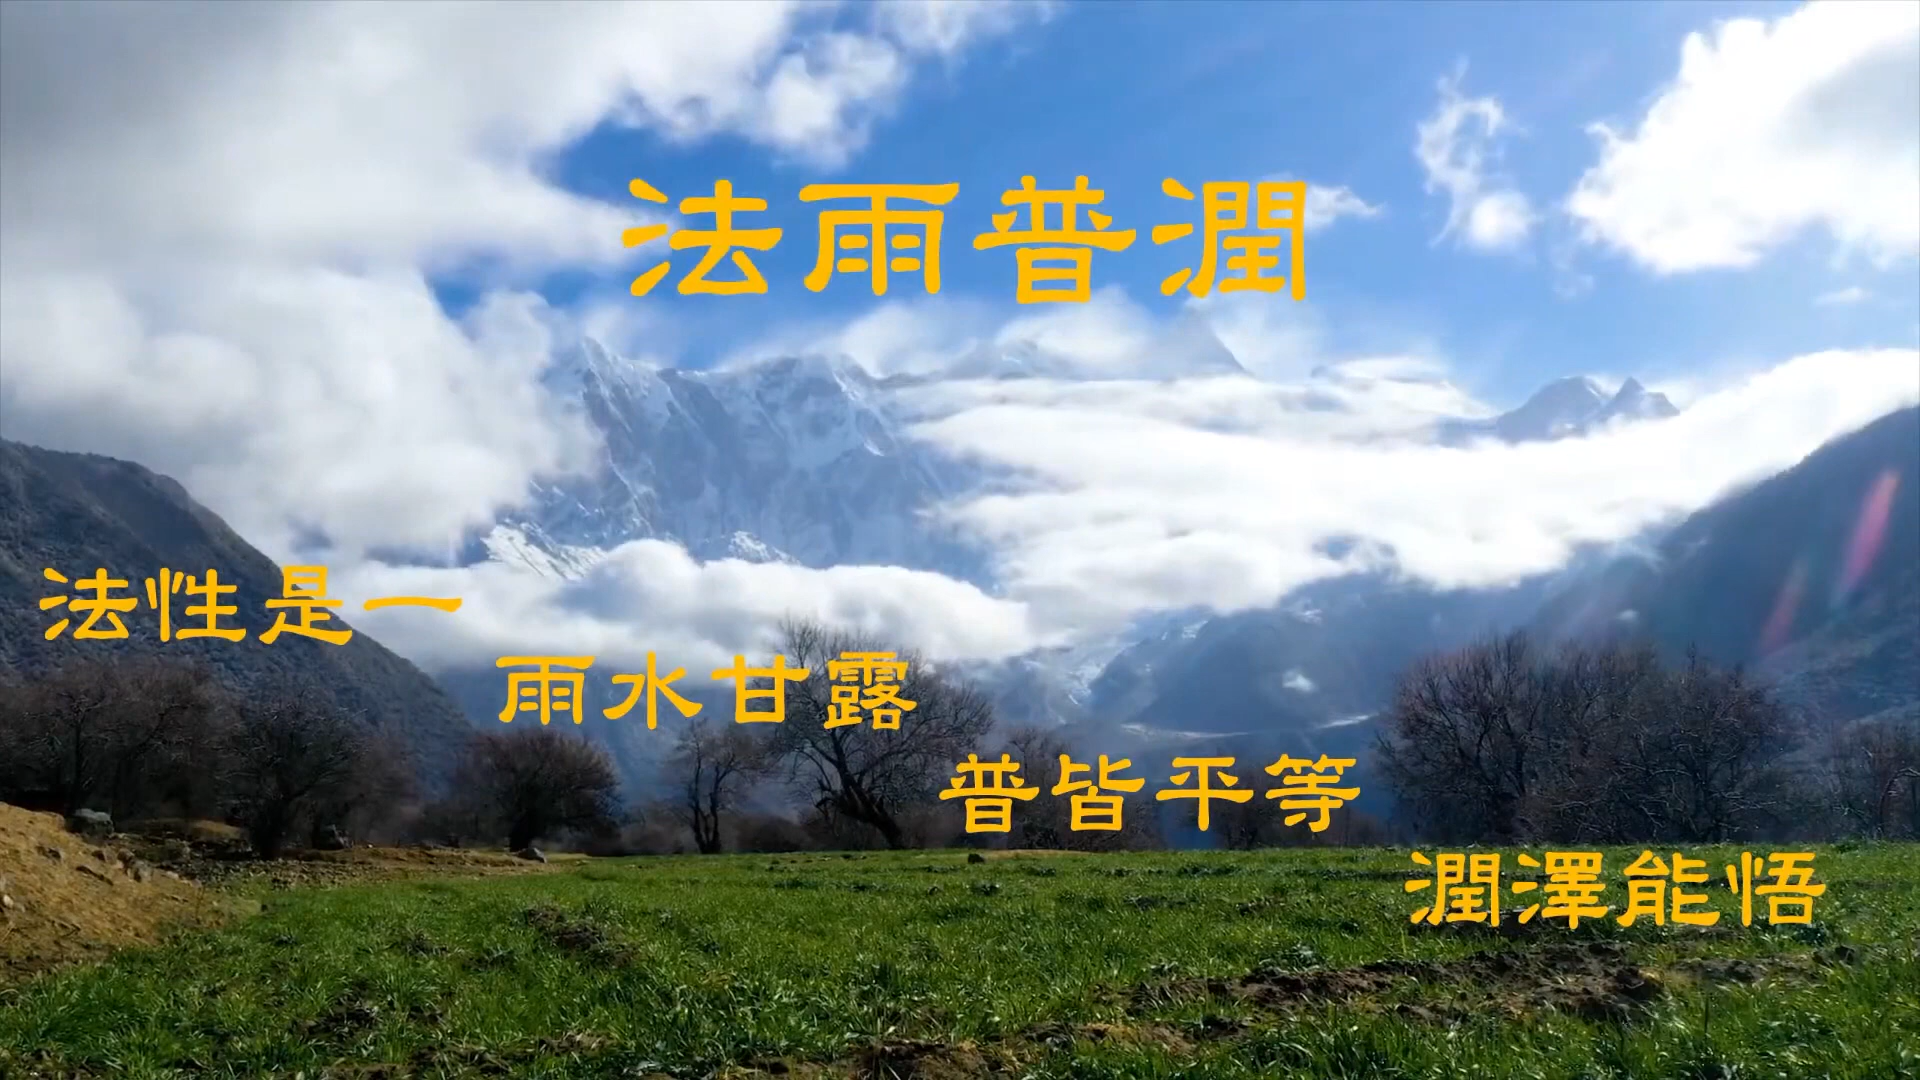 法雨普潤
法性是一
雨水甘露
普皆平等
潤澤能悟